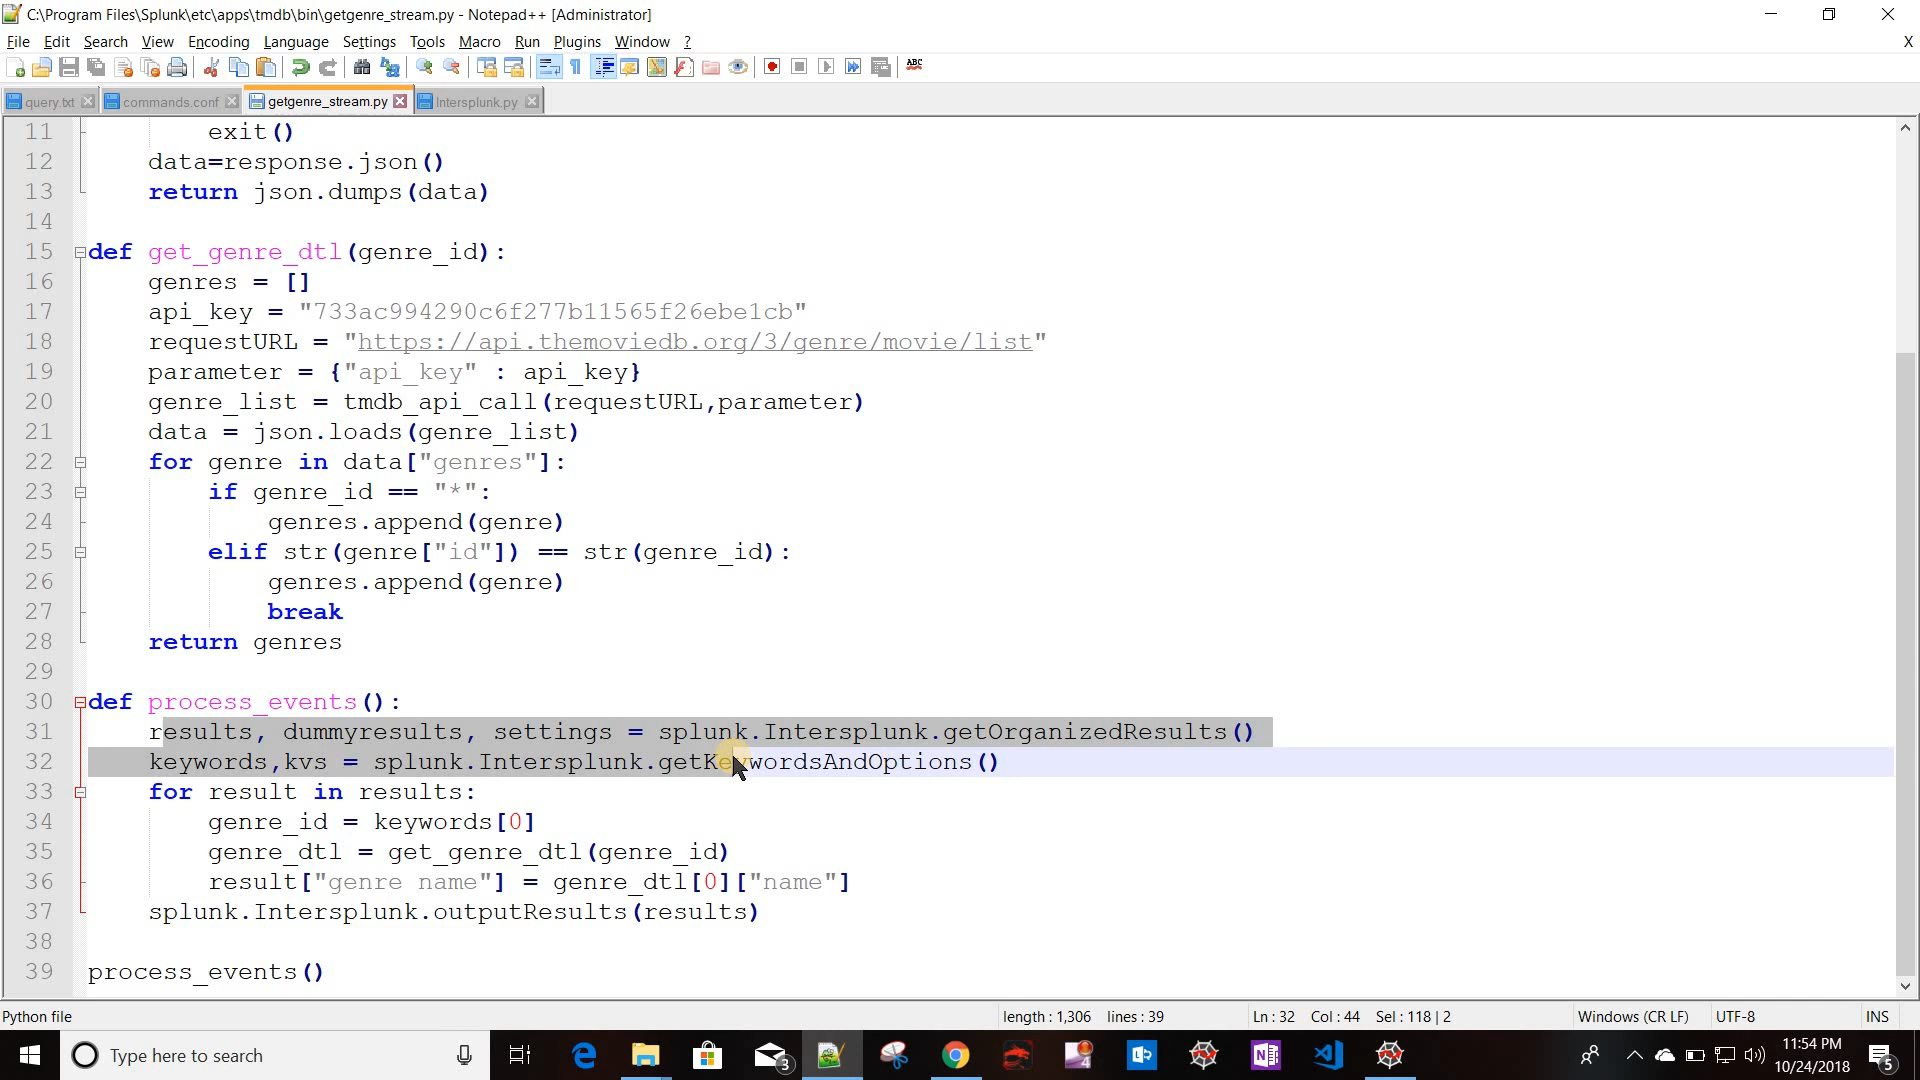 C:\Program Files\Splunk\etc\apps\tmdb\bin\getgenre_stream.py - Notepad++ [Administrator]
File Edit Search View Encoding Language Settings Tools Macro Run Plugins Window ? X
ABC
query.txt commands.conf getgenre_stream.py Intersplunk.py
11 exit()
12 data=response.json()
13 return json.dumps(data)
14
15 def get_genre_dtl(genre_id):
16 genres = []
17 api_key = "733ac994290c6f277b11565f26ebe1cb"
18 requestURL = "https://api.themoviedb.org/3/genre/movie/list"
19 parameter = {"api_key" : api_key}
20 genre_list = tmdb_api_call(requestURL,parameter)
21 data = json.loads(genre_list)
22 for genre in data["genres"]:
23 if genre_id == "*":
24 genres.append(genre)
25 elif str(genre["id"]) == str(genre_id):
26 genres.append(genre)
27 break
28 return genres
29
30 def process_events():
31 results, dummyresults, settings = splunk.Intersplunk.getOrganizedResults()
32 keywords,kvs = splunk.Intersplunk.getKeywordsAndOptions()
33 for result in results:
34 genre_id = keywords[0]
35 genre_dtl = get_genre_dtl(genre_id)
36 result["genre name"] = genre_dtl[0]["name"]
37 splunk.Intersplunk.outputResults(results)
38
39 process_events()
Python file length : 1,306 lines : 39 Ln : 32 Col : 44 Sel : 118 | 2 Windows (CR LF) UTF-8 INS
Type here to search 3 4 N 11:54 PM 5
10/24/2018